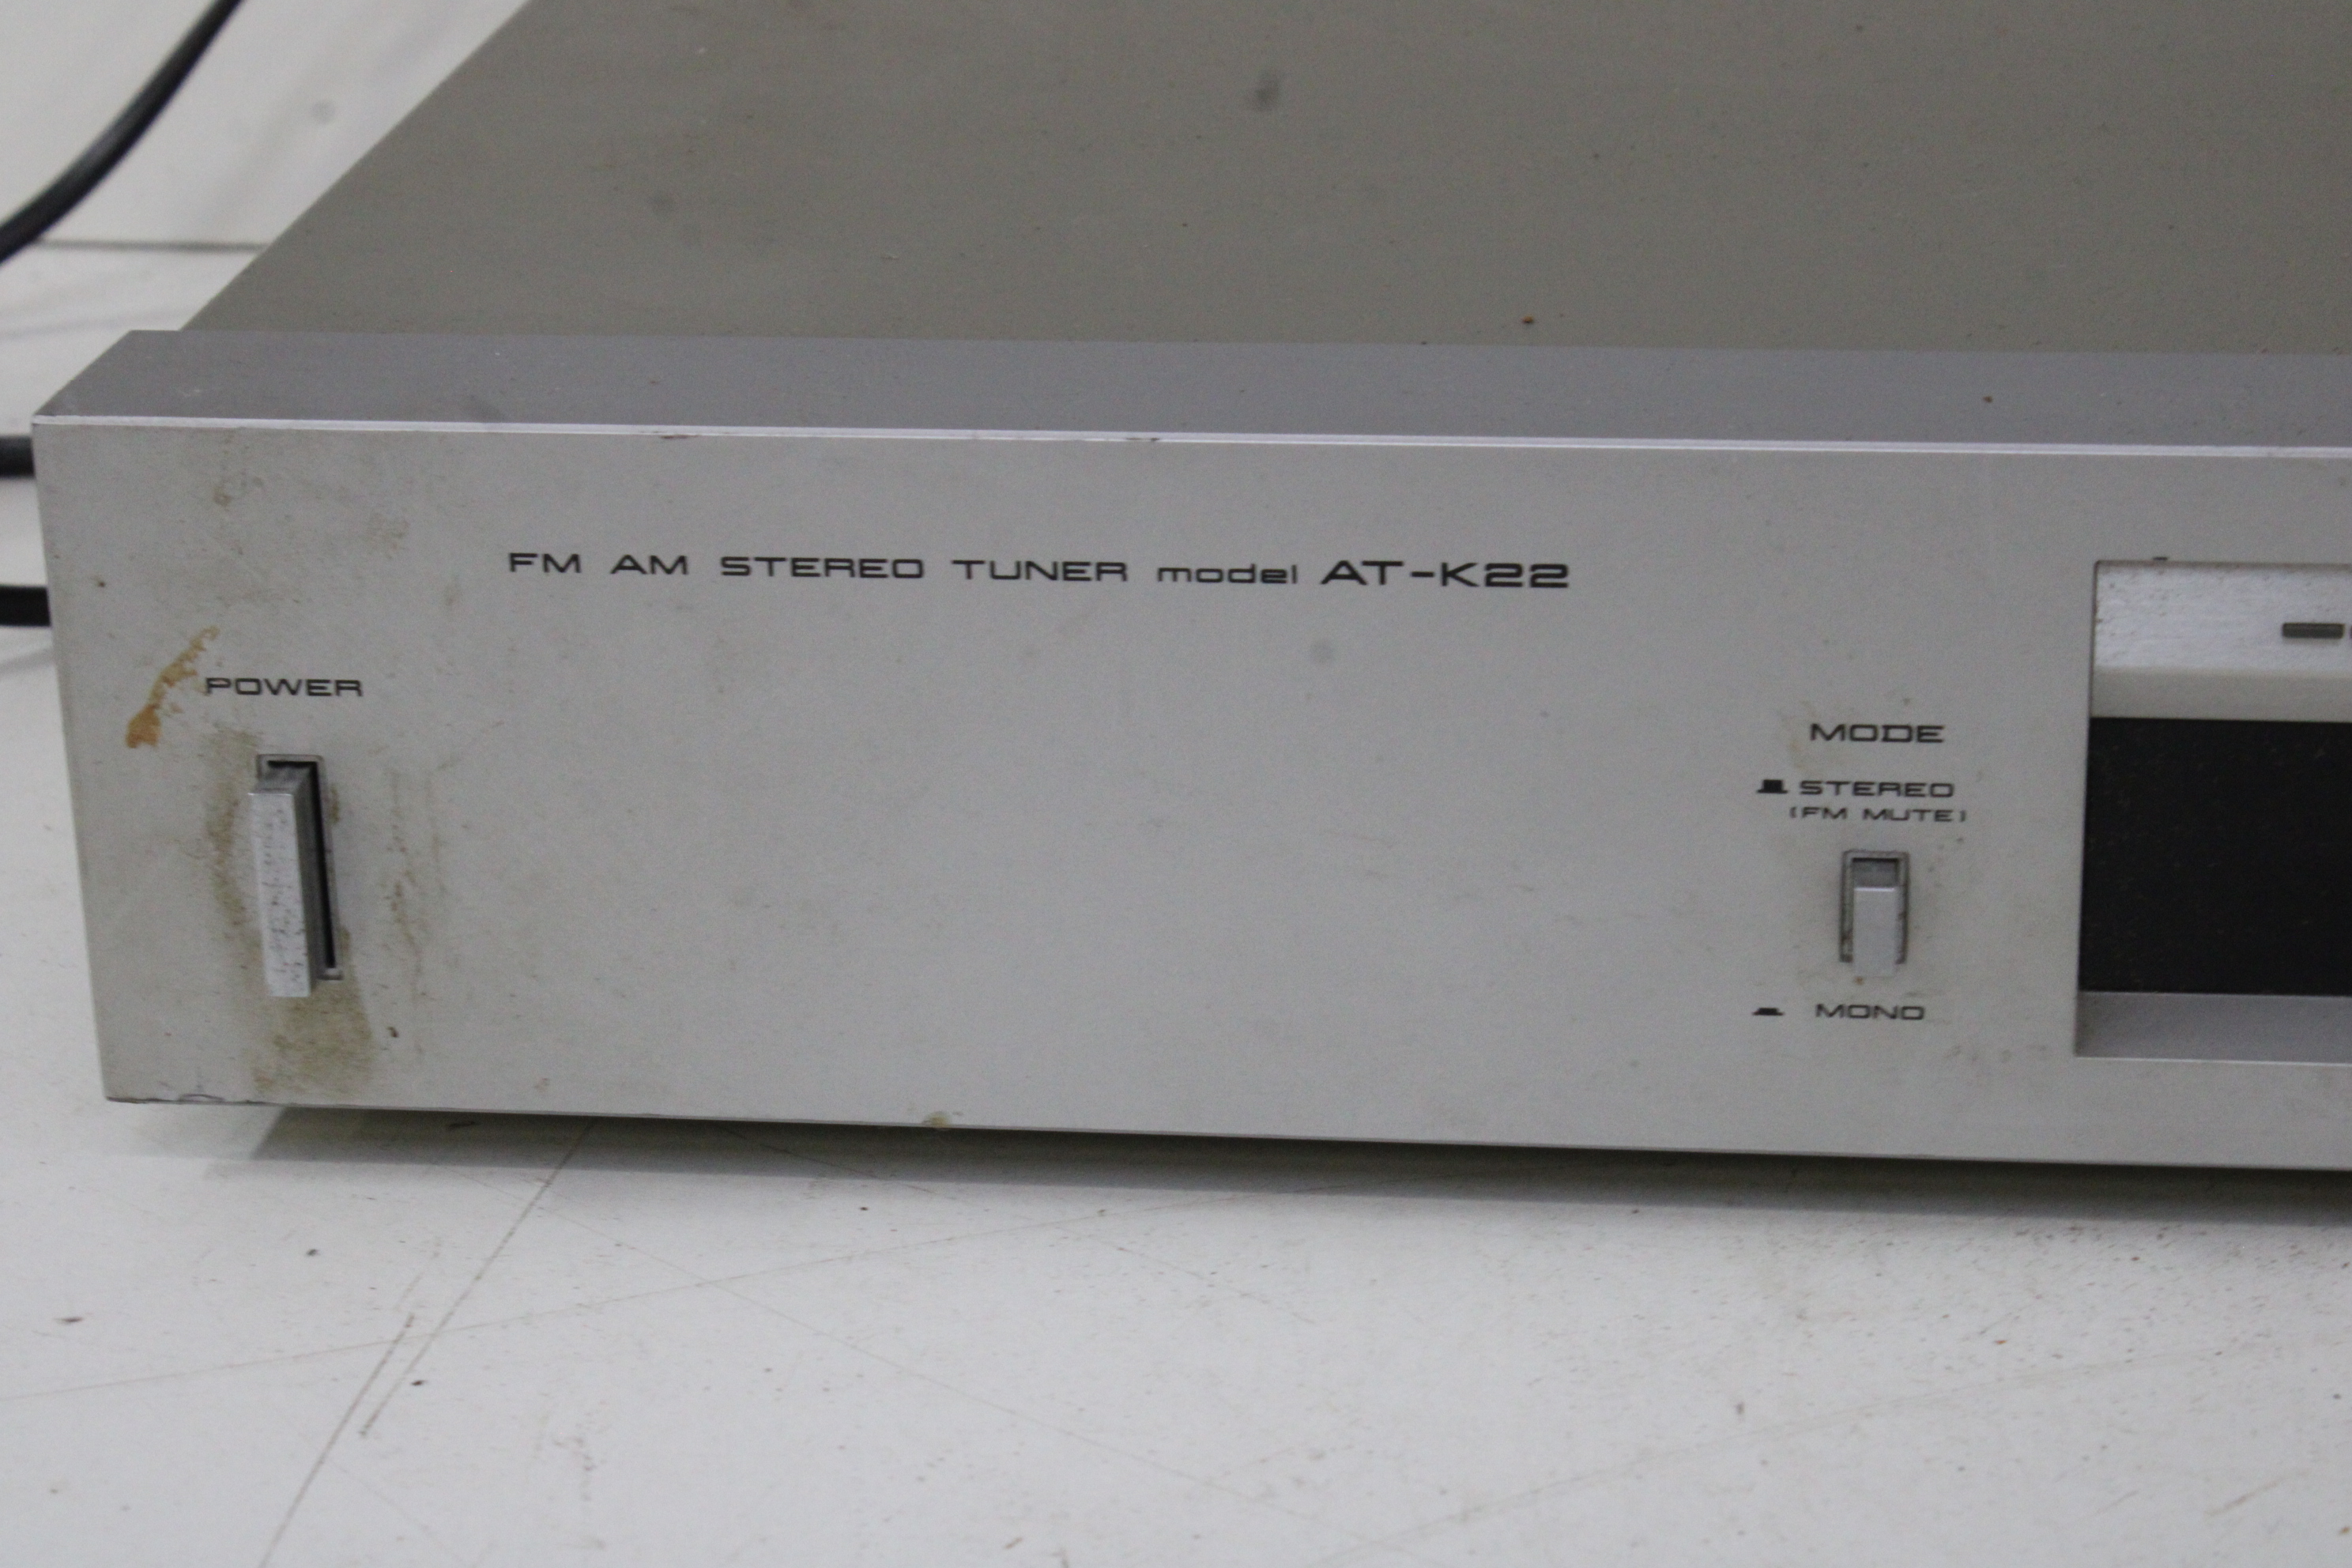 FM AM STEREO TUNER model AT-K22
POWER
MODE
STEREO
(FM MUTE)
MONO